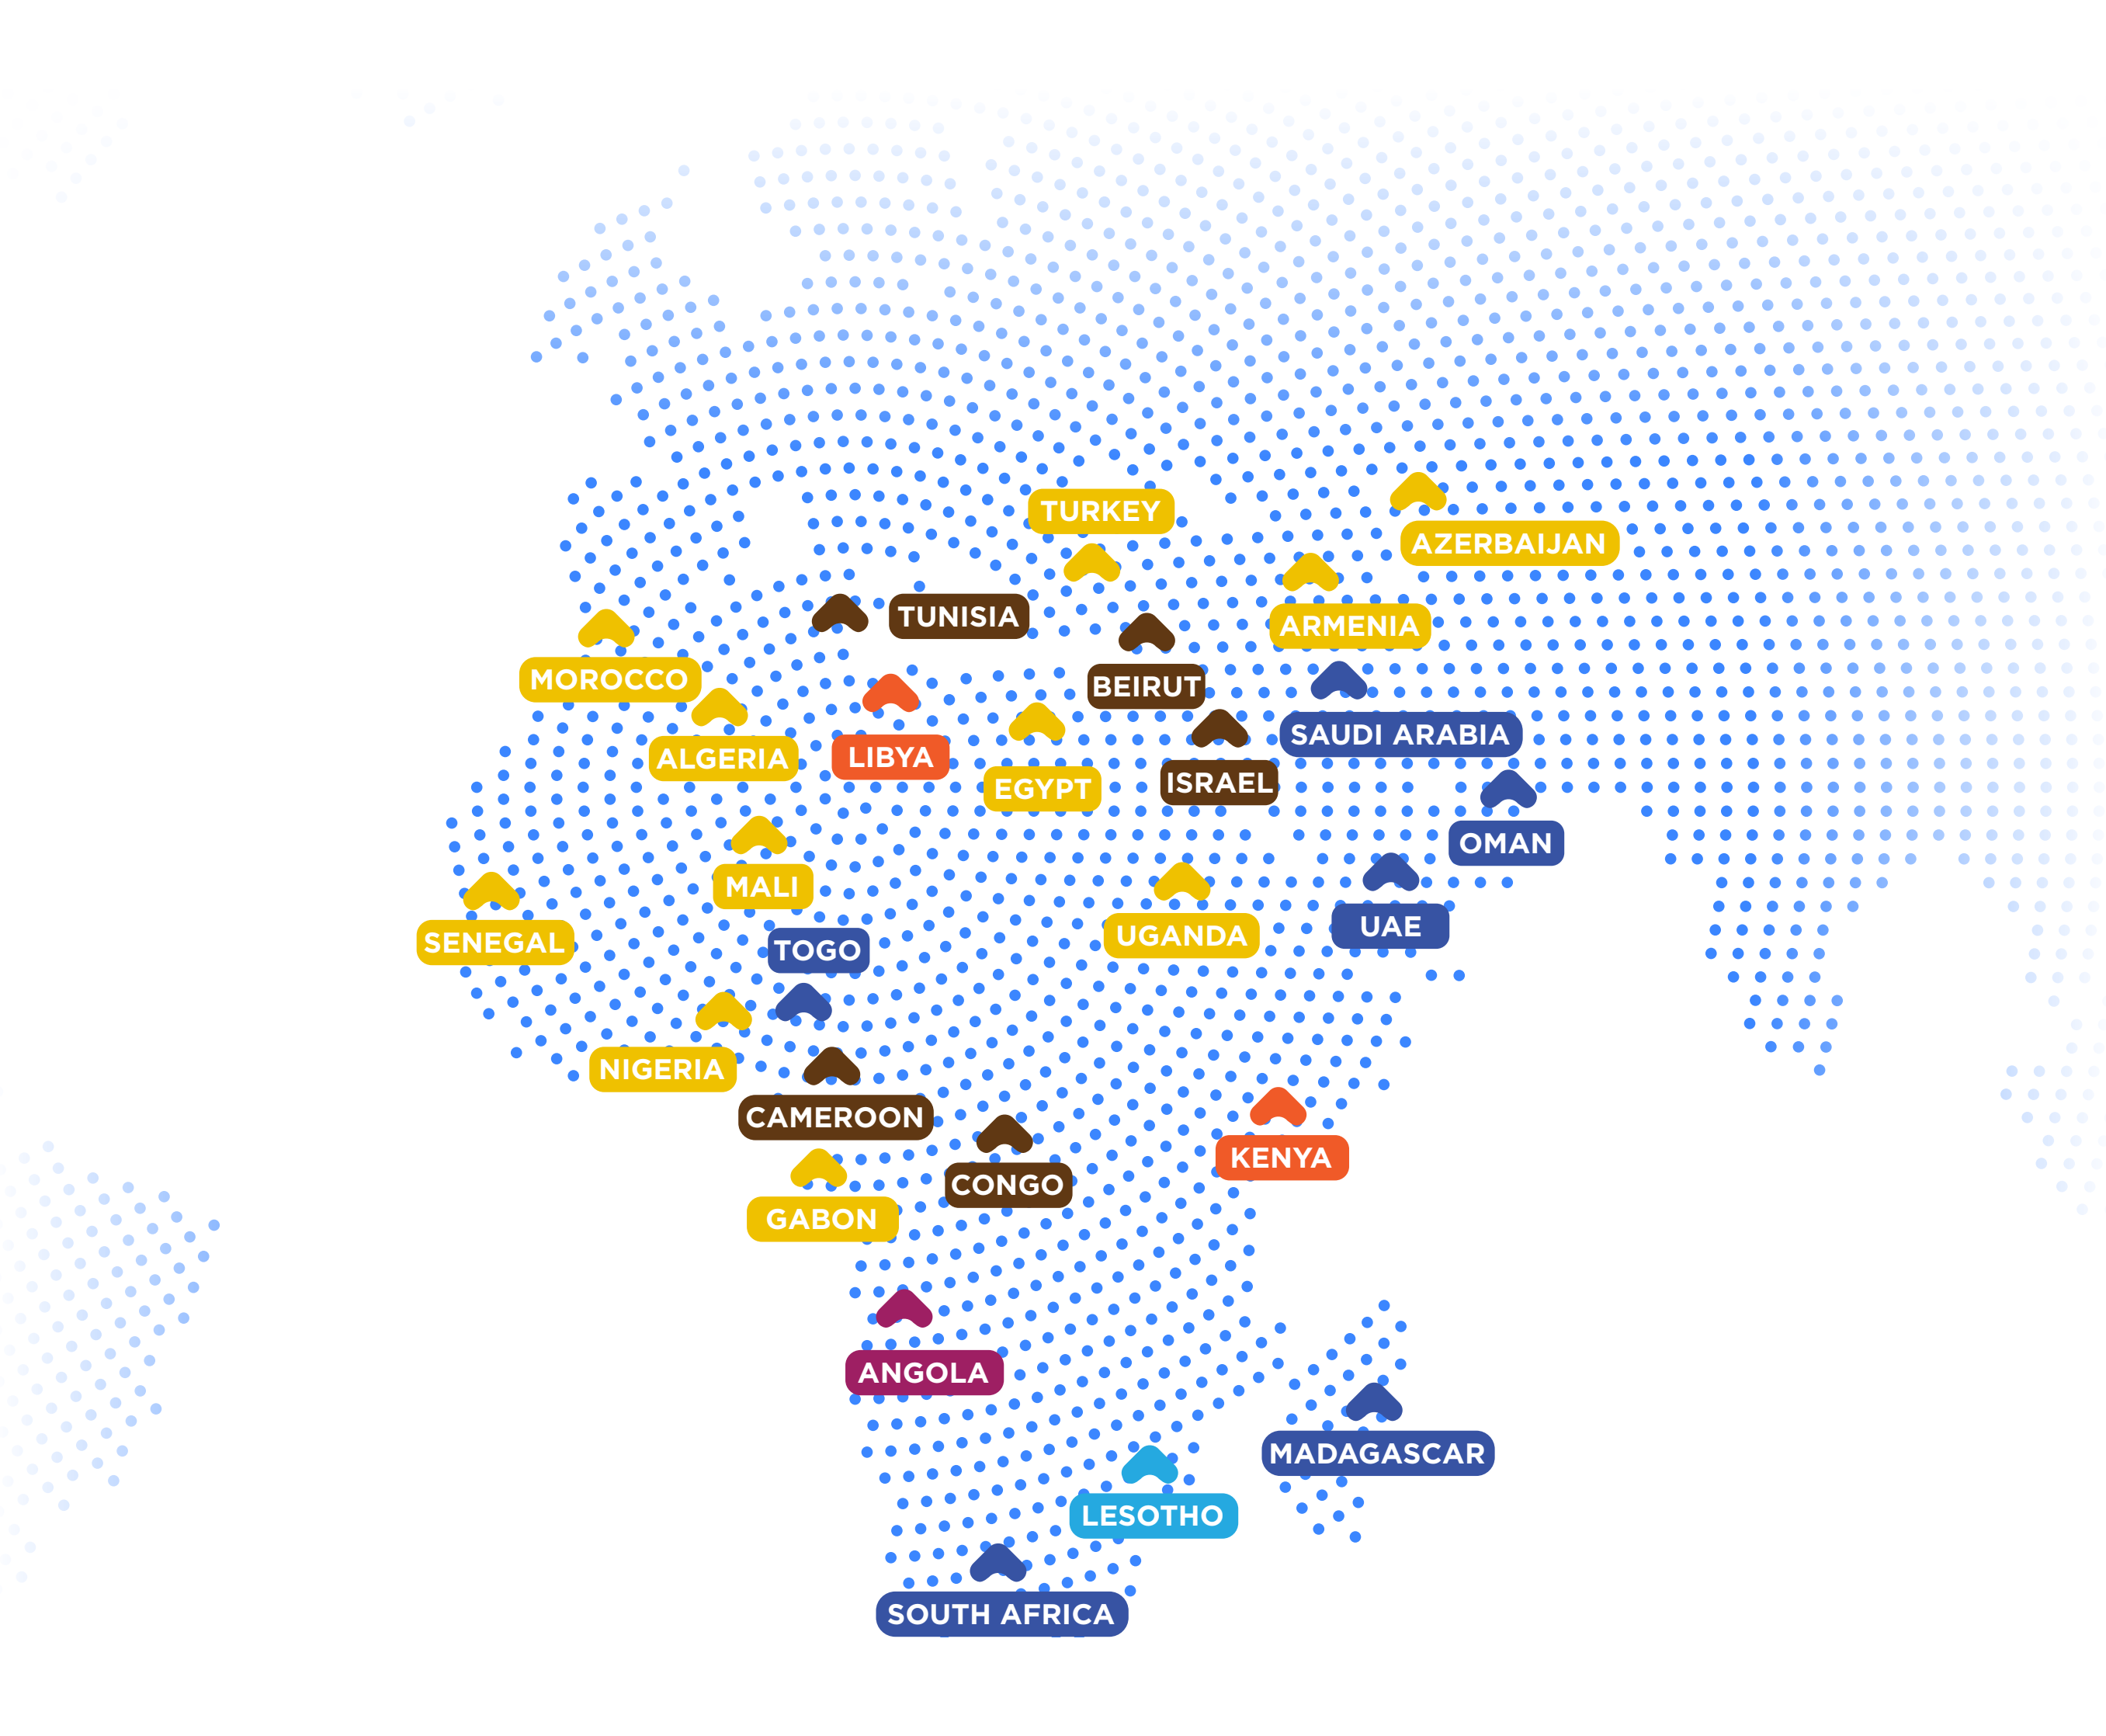 TURKEY
AZERBAIJAN
TUNISIA
ARMENIA
MOROCCO
BEIRUT
SAUDI ARABIA
ALGERIA
LIBYA
EGYPT
ISRAEL
OMAN
MALI
UAE
UGANDA
SENEGAL
TOGO
NIGERIA
CAMEROON
KENYA
CONGO
GABON
ANGOLA
MADAGASCAR
LESOTHO
SOUTH AFRICA